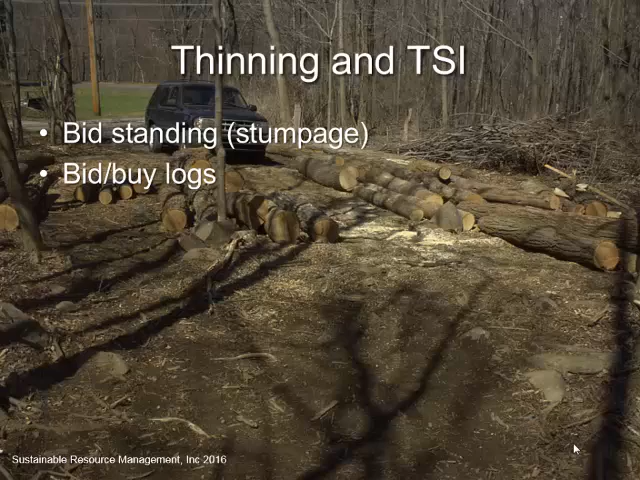 Thinning and TSI
• Bid standing (stumpage)
• Bid/buy logs
Sustainable Resource Management, Inc 2016